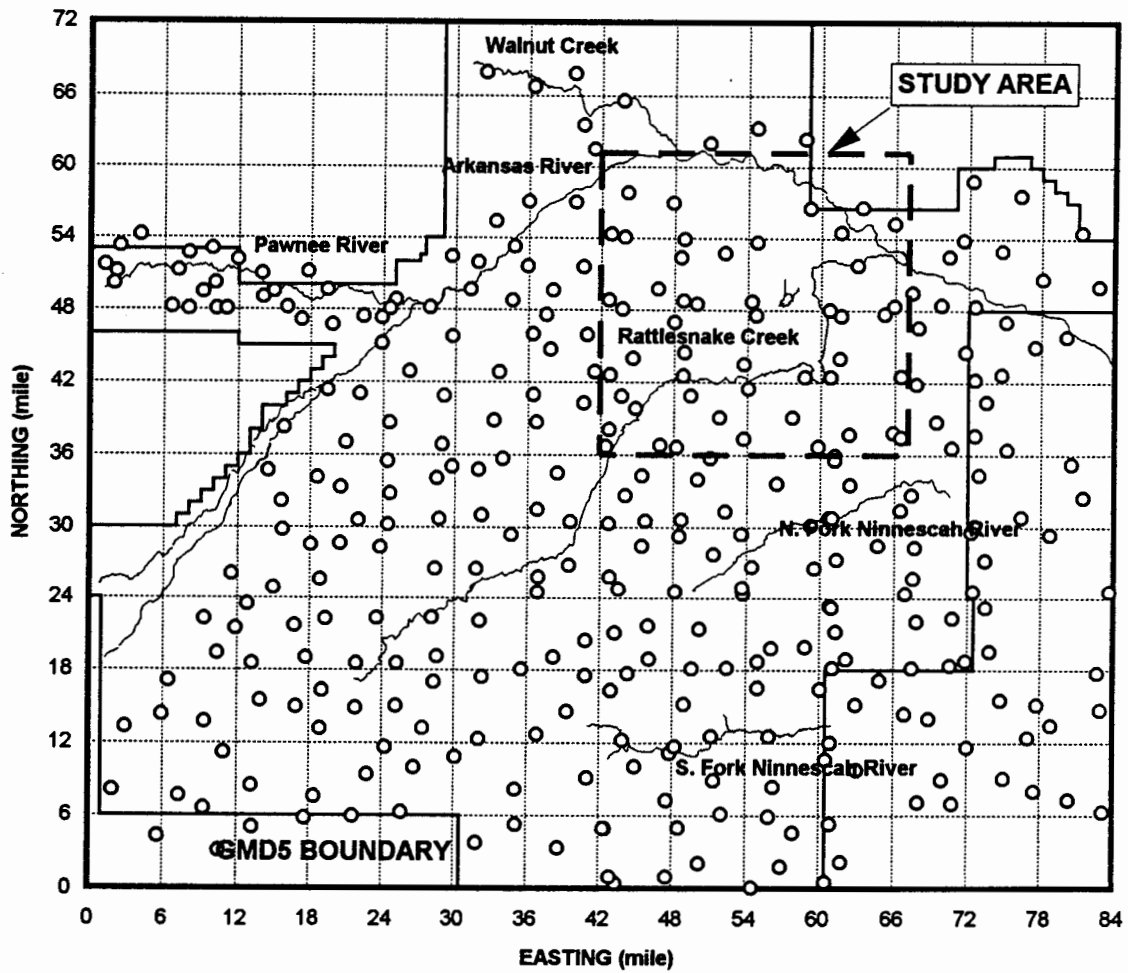 72
66
60
54
48
42
36
30
24
18
12
6
0
NORTHING (mile)
Walnut Creek
STUDY AREA
Arkansas River
Pawnee River
Rattlesnake Creek
N. Fork Ninnescah River
S. Fork Ninnescah River
GMD5 BOUNDARY
0 6 12 18 24 30 36 42 48 54 60 66 72 78 84
EASTING (mile)